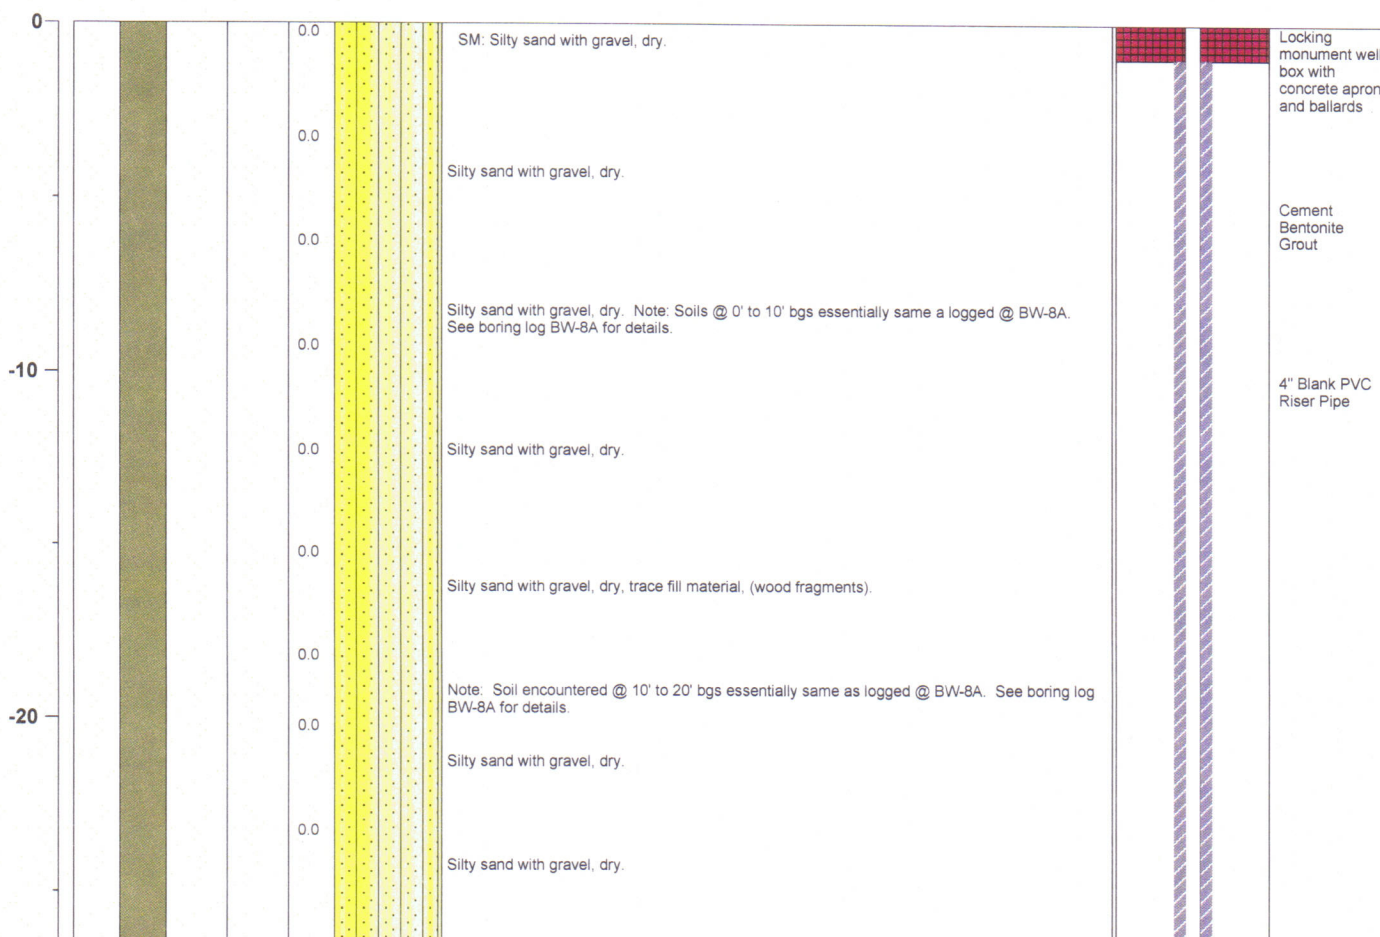 0
0.0
SM: Silty sand with gravel, dry.
Locking
monument well
box with
concrete apron
and ballards
0.0
Silty sand with gravel, dry.
Cement
Bentonite
Grout
0.0
Silty sand with gravel, dry. Note: Soils @ 0' to 10' bgs essentially same a logged @ BW-8A.
See boring log BW-8A for details.
0.0
-10
4" Blank PVC
Riser Pipe
0.0
Silty sand with gravel, dry.
0.0
Silty sand with gravel, dry, trace fill material, (wood fragments).
0.0
Note: Soil encountered @ 10' to 20' bgs essentially same as logged @ BW-8A. See boring log
BW-8A for details.
-20
0.0
Silty sand with gravel, dry.
0.0
Silty sand with gravel, dry.